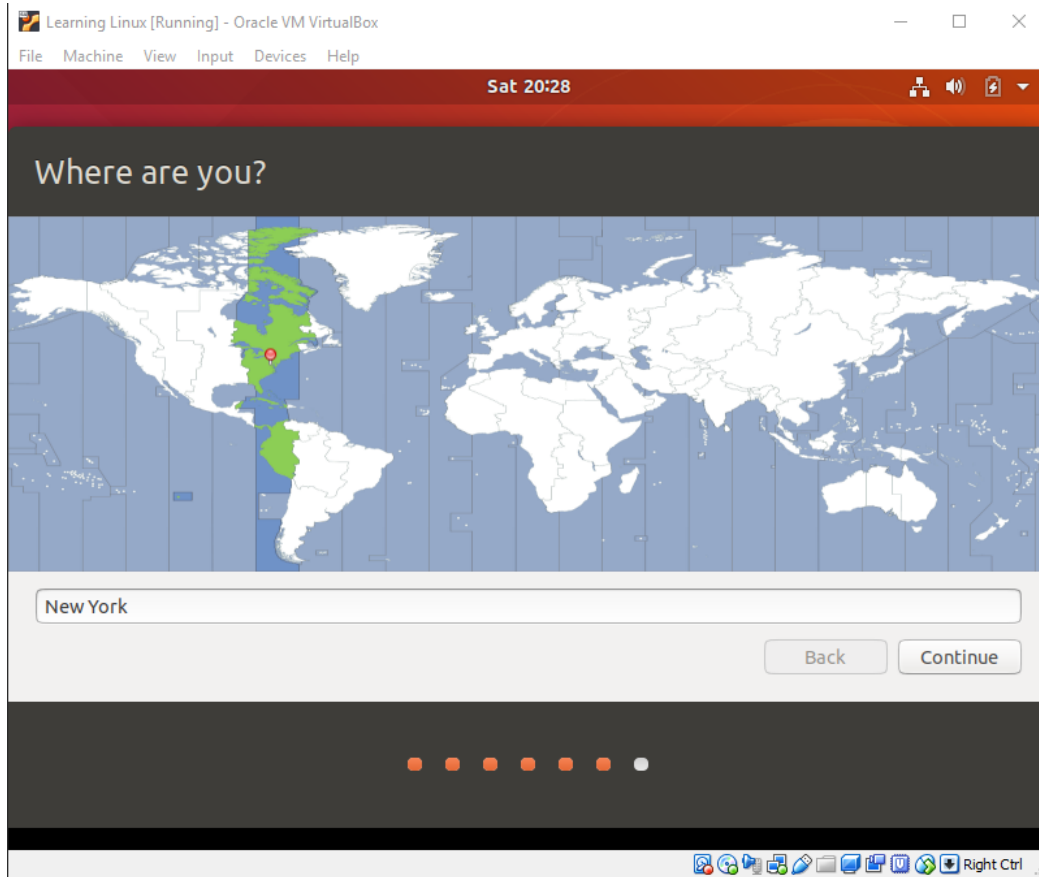 Learning Linux [Running] - Oracle VM VirtualBox
File Machine View Input Devices Help
Sat 20:28
Where are you?
New York
Back Continue
Right Ctrl